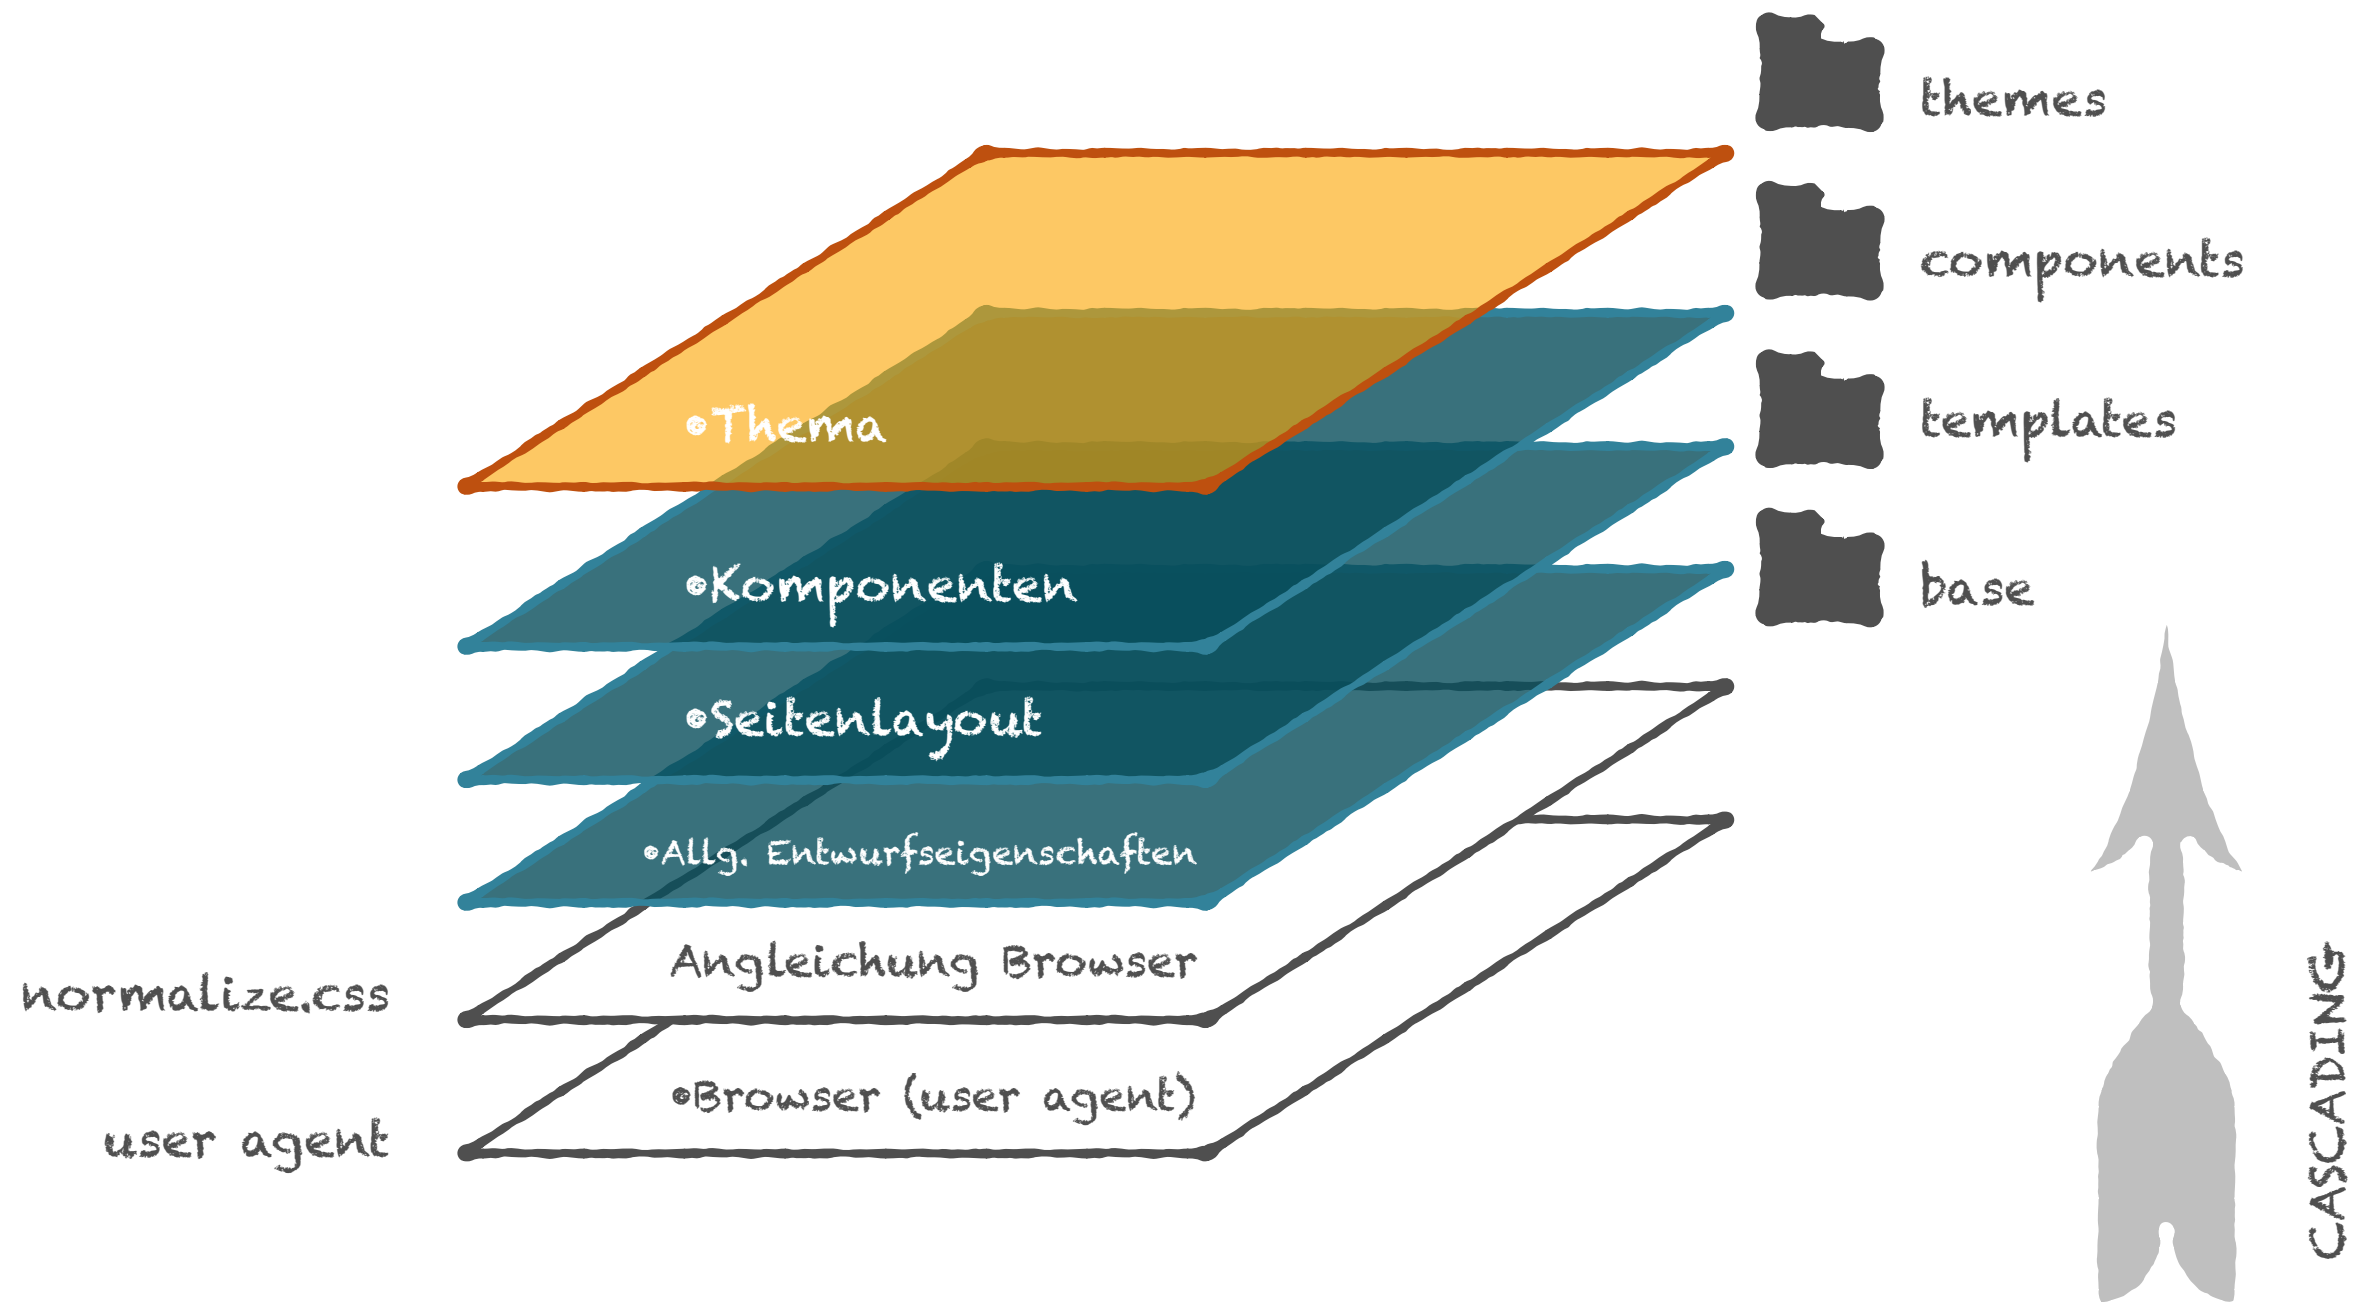 themes
components
templates
base
•Thema
•Komponenten
•Seitenlayout
•Allg. Entwurfseigenschaften
Angleichung Browser
•Browser (user agent)
normalize.css
user agent
CASCADING